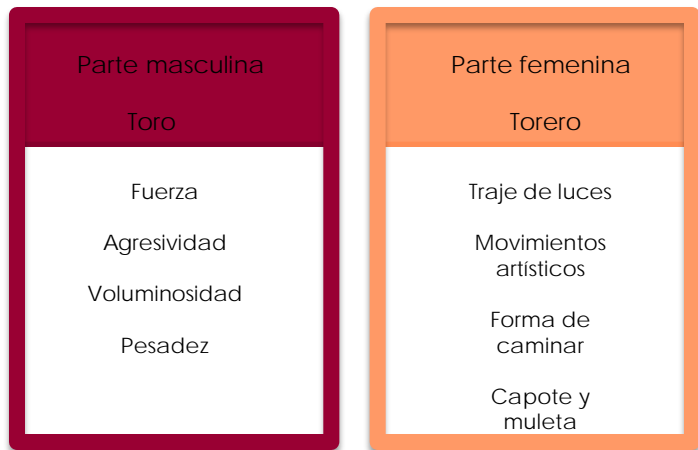 Parte masculina
Toro
Fuerza
Agresividad
Voluminosidad
Pesadez
Parte femenina
Torero
Traje de luces
Movimientos
artísticos
Forma de
caminar
Capote y
muleta